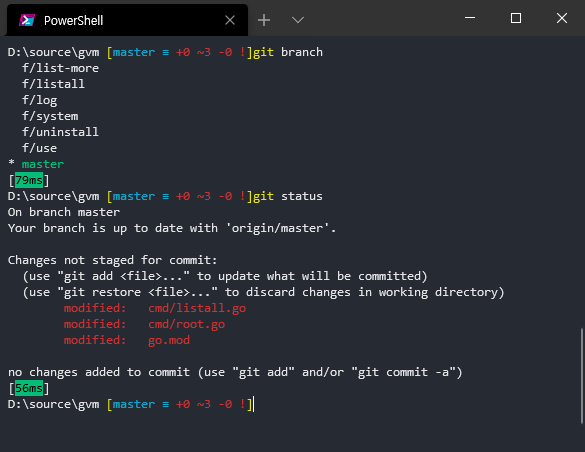 PowerShell
D:\source\gvm [master ≡ +0 ~3 -0 !]git branch
  f/list-more
  f/listall
  f/log
  f/system
  f/uninstall
  f/use
* master
[79ms]
D:\source\gvm [master ≡ +0 ~3 -0 !]git status
On branch master
Your branch is up to date with 'origin/master'.

Changes not staged for commit:
  (use "git add <file>..." to update what will be committed)
  (use "git restore <file>..." to discard changes in working directory)
        modified:   cmd/listall.go
        modified:   cmd/root.go
        modified:   go.mod

no changes added to commit (use "git add" and/or "git commit -a")
[56ms]
D:\source\gvm [master ≡ +0 ~3 -0 !]